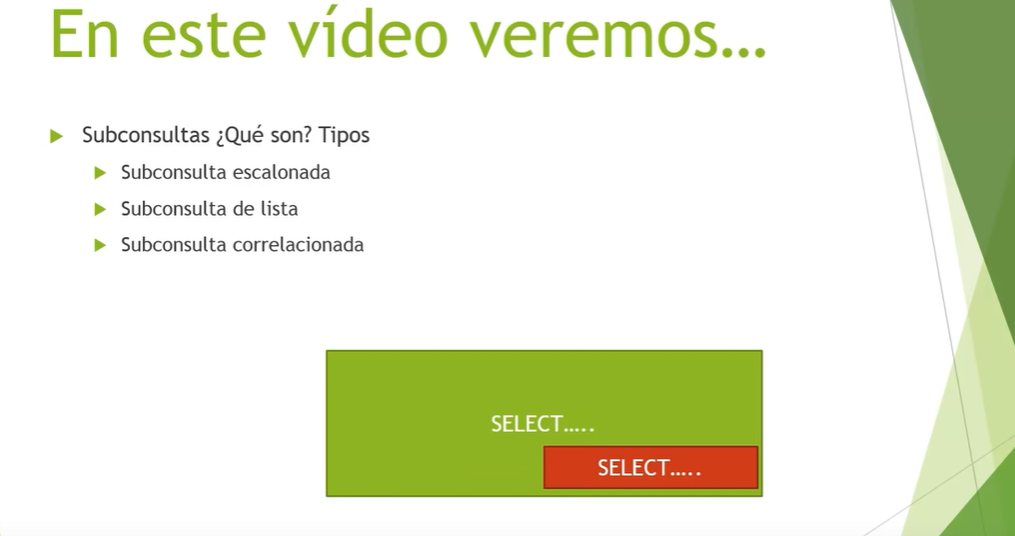 En este vídeo veremos...
Subconsultas ¿Qué son? Tipos
Subconsulta escalonada
Subconsulta de lista
Subconsulta correlacionada
SELECT.....
SELECT.....